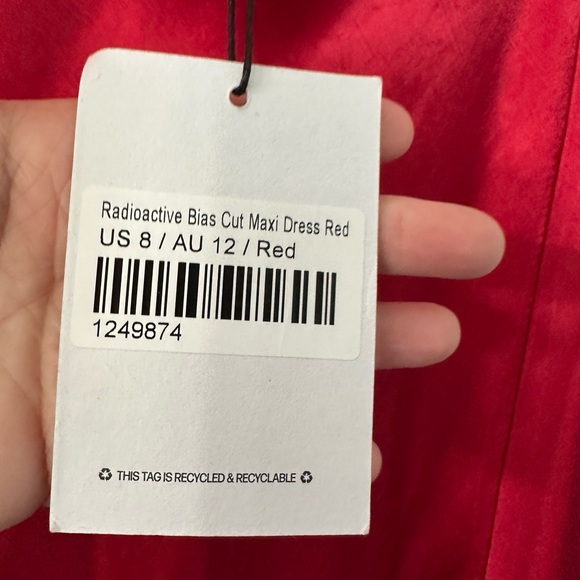 Radioactive Bias Cut Maxi Dress Red
US 8 / AU 12 / Red
1249874
♻ THIS TAG IS RECYCLED & RECYCLABLE ♻